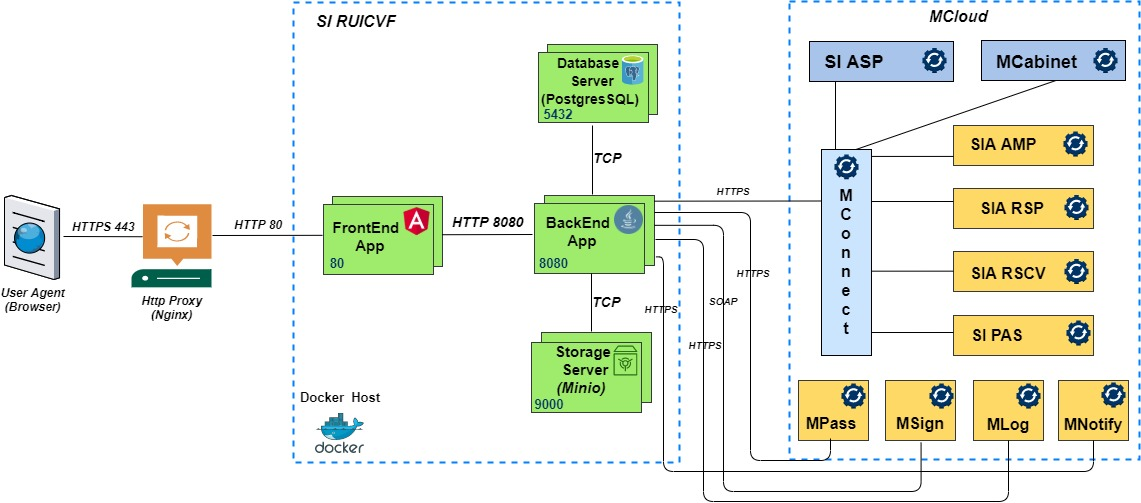 SI RUICVF
MCloud
SI ASP
MCabinet
Database
Server
(PostgresSQL)
5432
TCP
SIA AMP
HTTPS
MConnect
SIA RSP
HTTPS 443
HTTP 80
FrontEnd
App
80
HTTP 8080
BackEnd
App
8080
HTTPS
SIA RSCV
User Agent
(Browser)
Http Proxy
(Nginx)
TCP
HTTPS
SOAP
HTTPS
SI PAS
Storage
Server
(Minio)
9000
Docker Host
docker
MPass
MSign
MLog
MNotify